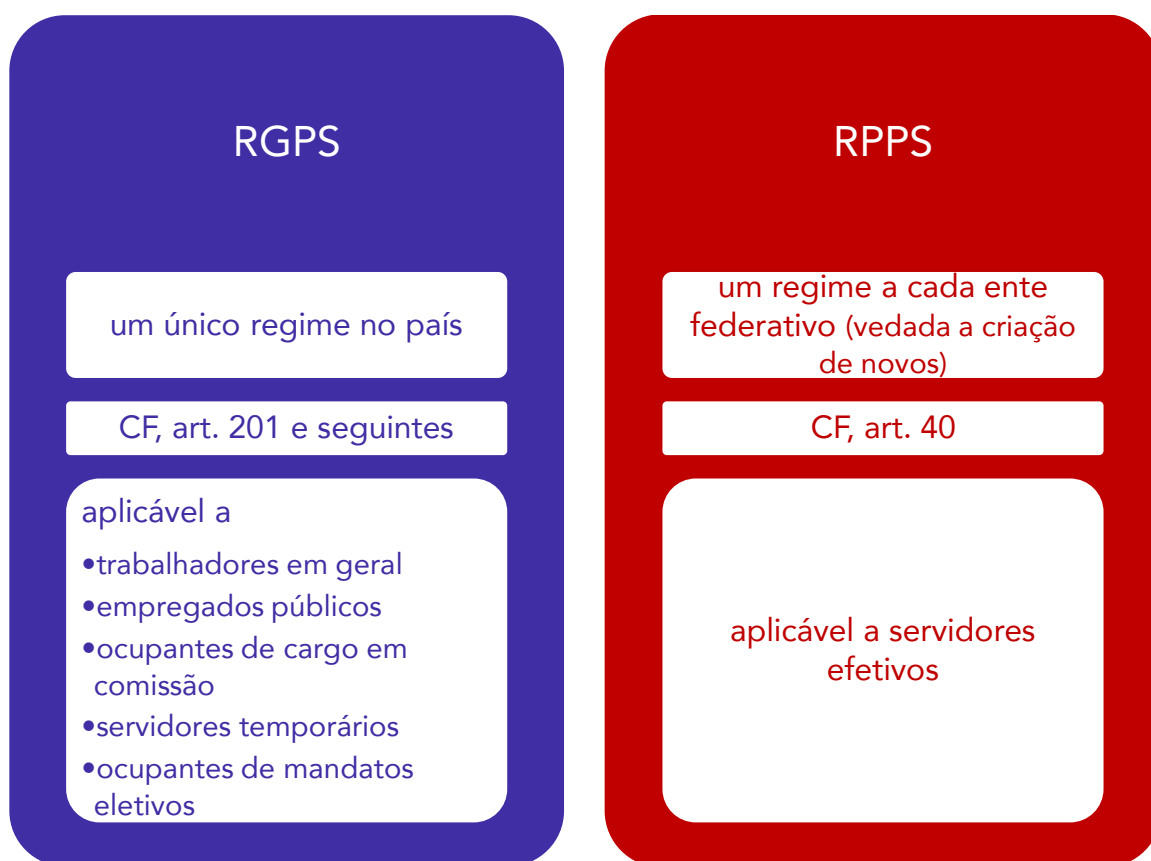 RGPS
um único regime no país
CF, art. 201 e seguintes
aplicável a
•trabalhadores em geral
•empregados públicos
•ocupantes de cargo em
comissão
•servidores temporários
•ocupantes de mandatos
eletivos
RPPS
um regime a cada ente
federativo (vedada a criação
de novos)
CF, art. 40
aplicável a servidores
efetivos